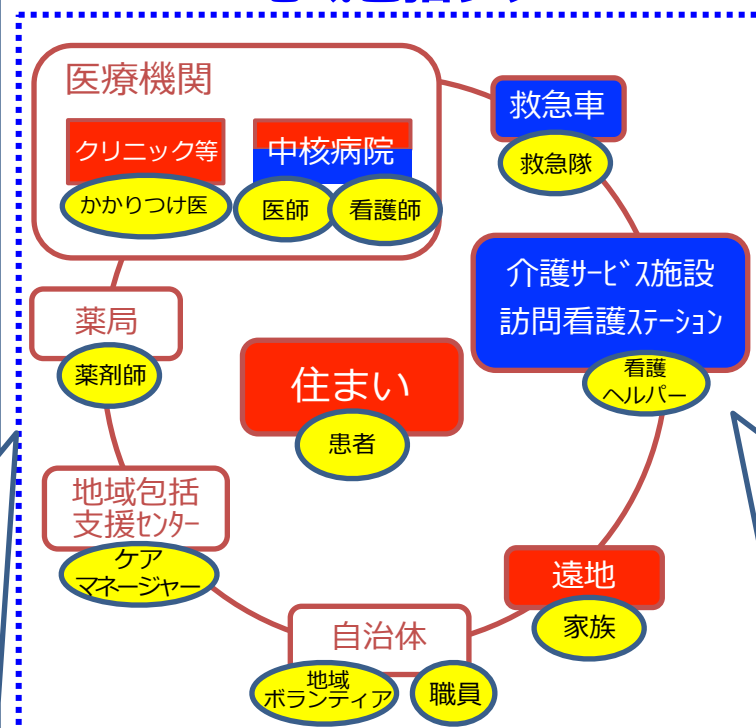 医療機関
クリニック等
かかりつけ医
中核病院
医師
看護師
救急車
救急隊
介護ｻｰﾋﾞｽ施設
訪問看護ｽﾃｰｼｮﾝ
看護
ヘルパー
薬局
薬剤師
住まい
患者
地域包括
支援ｾﾝﾀｰ
ケア
マネージャー
遠地
家族
自治体
地域
ボランティア
職員